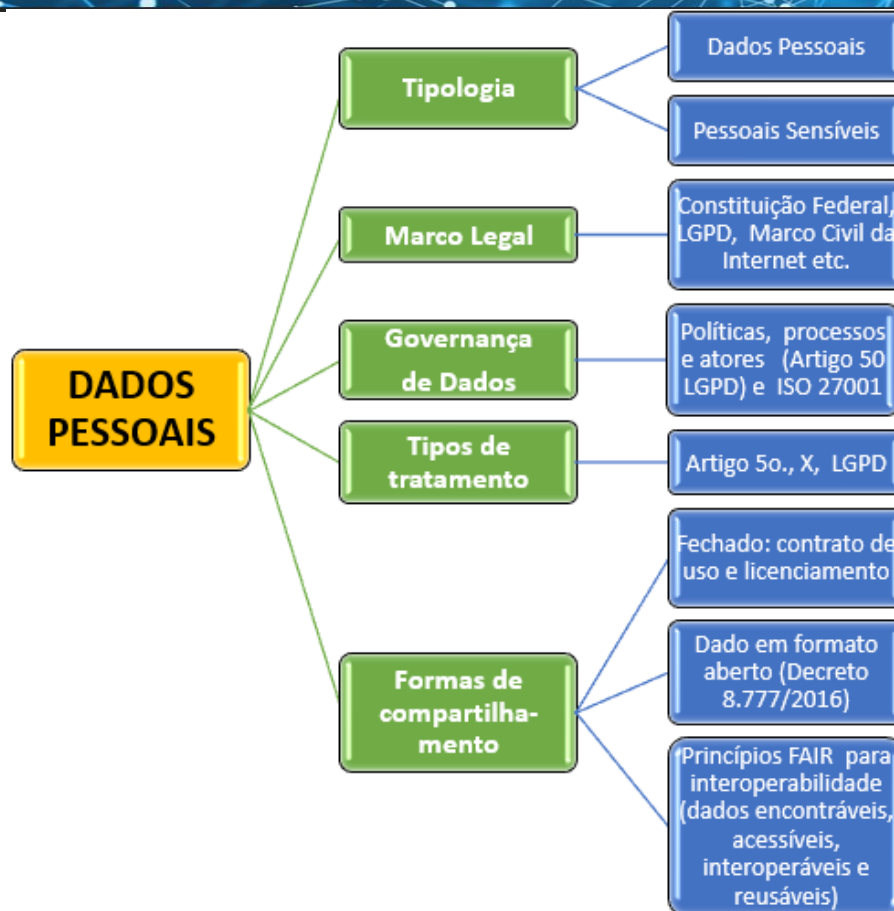 DADOS
PESSOAIS
Tipologia
Dados Pessoais
Pessoais Sensíveis
Marco Legal
Constituição Federal,
LGPD, Marco Civil da
Internet etc.
Governança
de Dados
Políticas, processos
e atores (Artigo 50
LGPD) e ISO 27001
Tipos de
tratamento
Artigo 5o., X, LGPD
Formas de
compartilha-
mento
Fechado: contrato de
uso e licenciamento
Dado em formato
aberto (Decreto
8.777/2016)
Princípios FAIR para
interoperabilidade
(dados encontráveis,
acessíveis,
interoperáveis e
reusáveis)